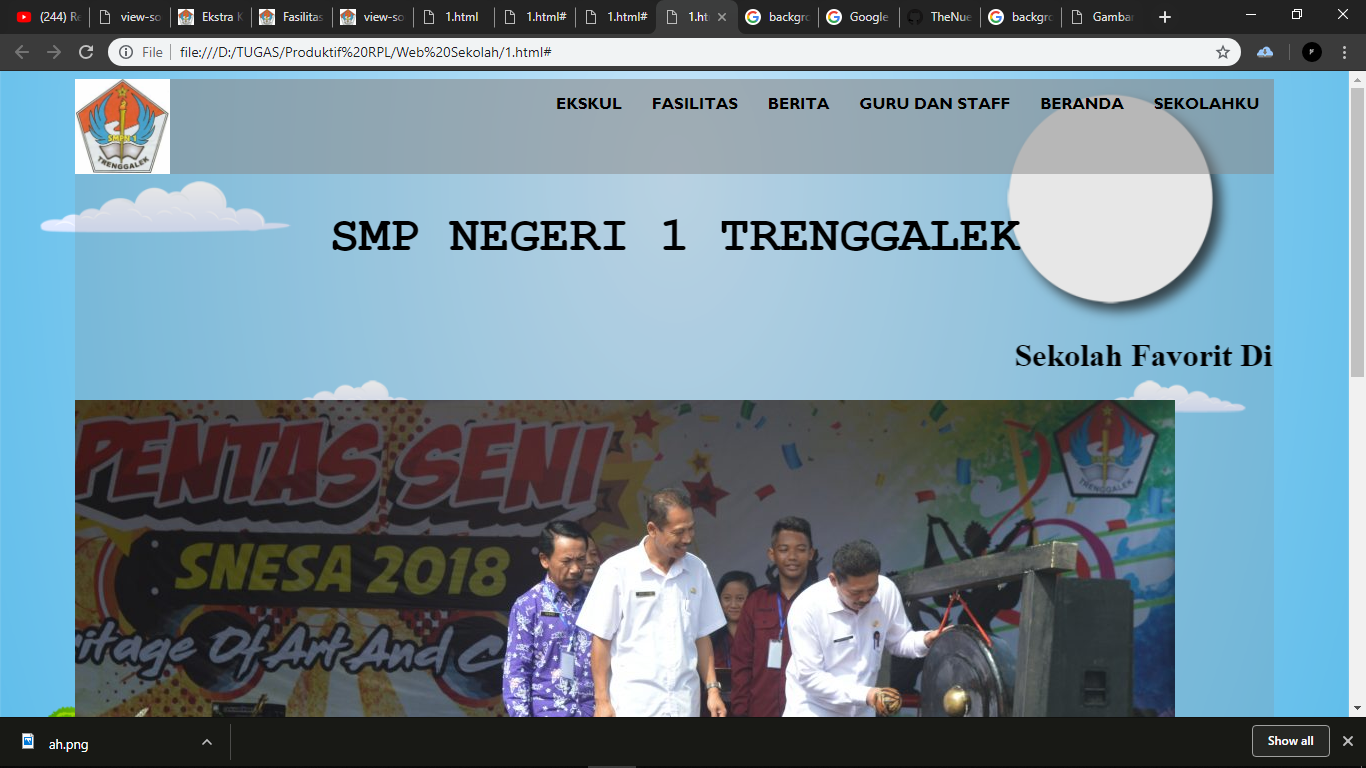 (244) Re
view-so
Ekstra K
Fasilitas
view-so
1.html
1.html#
1.html#
1.ht
backgro
Google
TheNue
backgro
Gambar
File
file:///D:/TUGAS/Produktif%20RPL/Web%20Sekolah/1.html#
EKSKUL FASILITAS BERITA GURU DAN STAFF BERANDA SEKOLAHKU
SMPN 1
TRENGGALEK
SMP NEGERI 1 TRENGGALEK
Sekolah Favorit Di
PENTAS SENI
TRENGGALEK
SNESA 2018
itage Of Art And C
ah.png
Show all